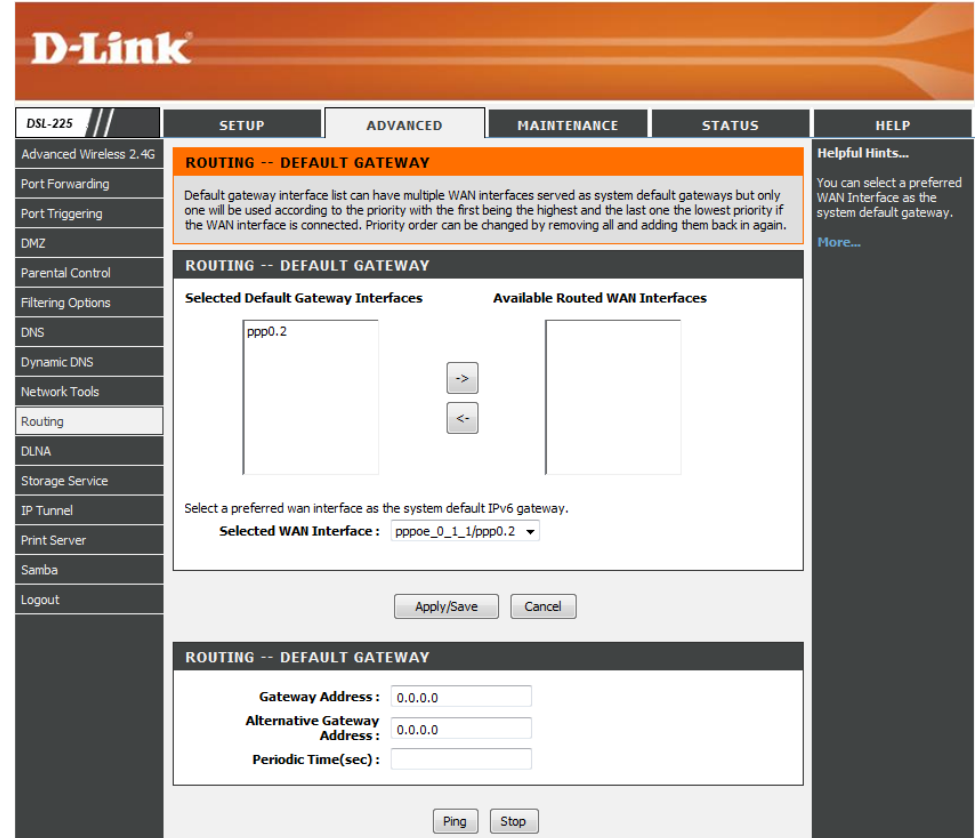 D-Link
DSL-225
SETUP
ADVANCED
MAINTENANCE
STATUS
HELP
Advanced Wireless 2.4G
Port Forwarding
Port Triggering
DMZ
Parental Control
Filtering Options
DNS
Dynamic DNS
Network Tools
Routing
DLNA
Storage Service
IP Tunnel
Print Server
Samba
Logout
ROUTING -- DEFAULT GATEWAY
Default gateway interface list can have multiple WAN interfaces served as system default gateways but only
one will be used according to the priority with the first being the highest and the last one the lowest priority if
the WAN interface is connected. Priority order can be changed by removing all and adding them back in again.
ROUTING -- DEFAULT GATEWAY
Selected Default Gateway Interfaces
Available Routed WAN Interfaces
ppp0.2
->
<-
Select a preferred wan interface as the system default IPv6 gateway.
Selected WAN Interface : pppoe_0_1_1/ppp0.2
Apply/Save
Cancel
ROUTING -- DEFAULT GATEWAY
Gateway Address : 0.0.0.0
Alternative Gateway
Address : 0.0.0.0
Periodic Time(sec) :
Ping
Stop
Helpful Hints...
You can select a preferred
WAN Interface as the
system default gateway.
More...